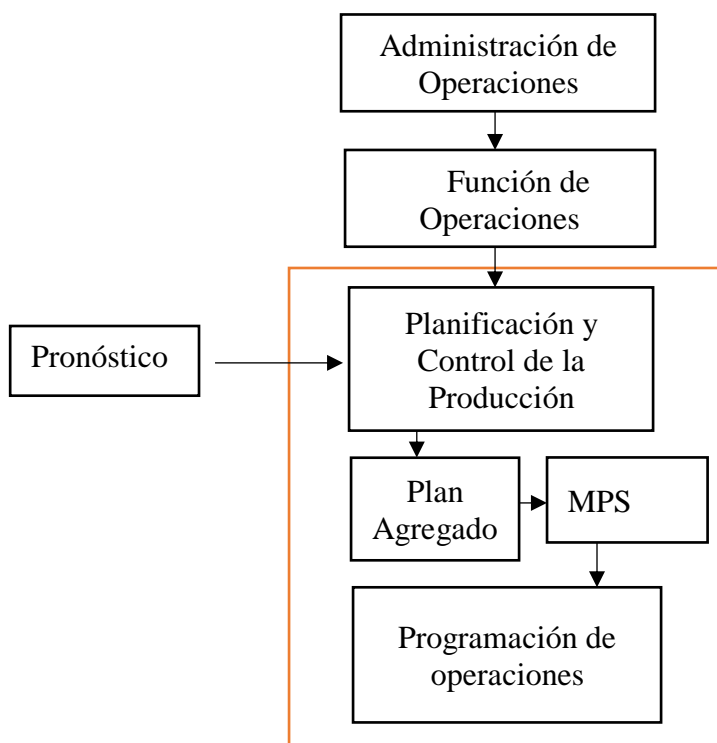 Administración de
Operaciones
Función de
Operaciones
Pronóstico
Planificación y
Control de la
Producción
Plan
Agregado
MPS
Programación de
operaciones